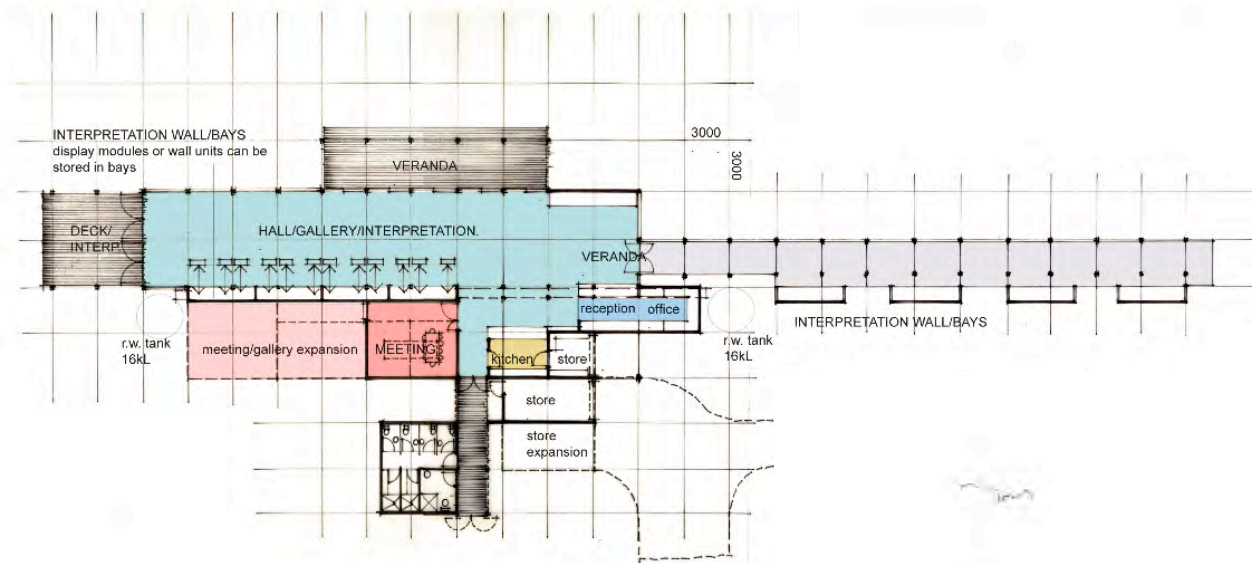 INTERPRETATION WALL/BAYS
display modules or wall units can be
stored in bays
3000
3000
VERANDA
DECK/
INTERP.
HALL/GALLERY/INTERPRETATION.
VERANDA
r.w. tank
16kL
meeting/gallery expansion
MEETING
reception
office
kitchen
store
r.w. tank
16kL
INTERPRETATION WALL/BAYS
store
store
expansion